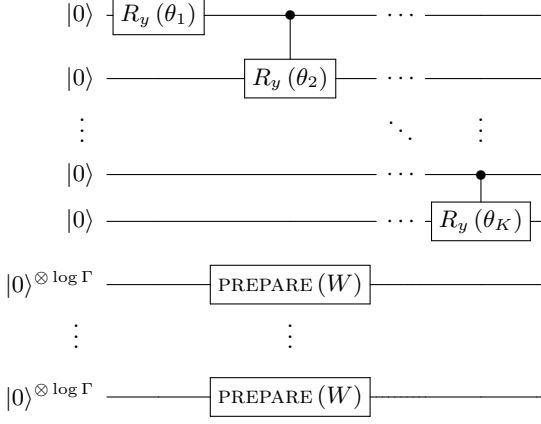 |0⟩ R_y (θ_1) ⋯
|0⟩ R_y (θ_2) ⋯
⋮ ⋱ ⋮
|0⟩ ⋯
|0⟩ ⋯ R_y (θ_K)
|0⟩^{⊗ log Γ} PREPARE (W)
⋮ ⋮
|0⟩^{⊗ log Γ} PREPARE (W)